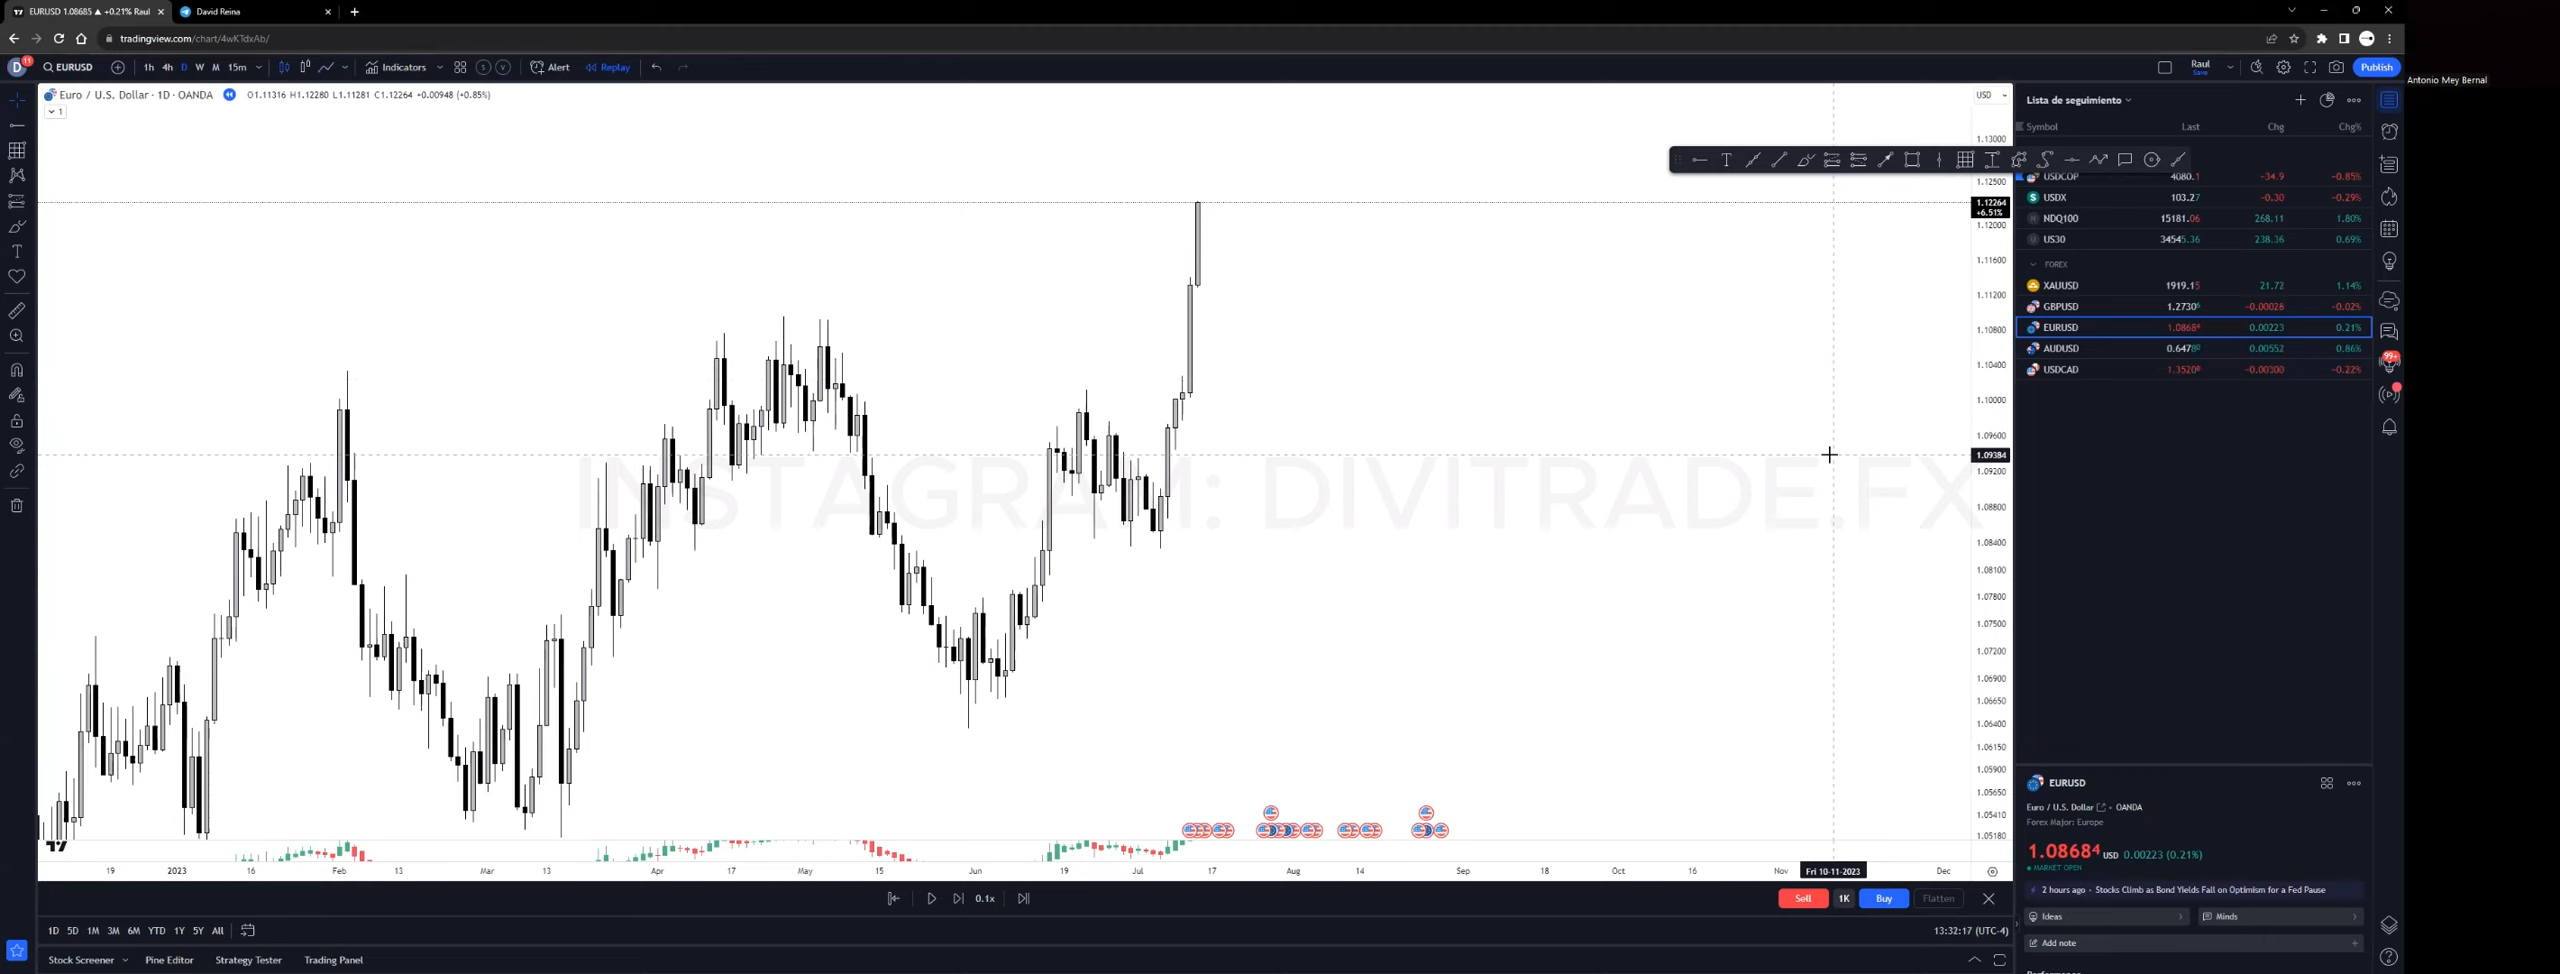 EURUSD 1.08685 ▲ +0.21% Raul
David Reina
tradingview.com/chart/4wKTdxAb/
D 11 EURUSD 1h 4h D W M 15m Indicators S V Alert Replay Raul Save Publish
Antonio Mey Bernal
Euro / U.S. Dollar · 1D · OANDA O1.11316 H1.12280 L1.11281 C1.12264 +0.00948 (+0.85%)
1
USD
1.13000
1.12500
1.12264
+6.51%
1.12000
1.11600
1.11200
1.10800
1.10400
1.10000
1.09600
1.09384
1.09200
1.08800
1.08400
1.08100
1.07800
1.07500
1.07200
1.06900
1.06650
1.06400
1.06150
1.05900
1.05650
1.05410
1.05180
INSTAGRAM: DIVITRADE.FX
19 2023 16 Feb 13 Mar 13 Apr 17 May 15 Jun 19 Jul 17 Aug 14 Sep 18 Oct 16 Nov Fri 10-11-2023 Dec
0.1x
Sell 1K Buy Flatten
1D 5D 1M 3M 6M YTD 1Y 5Y All
13:32:17 (UTC-4)
Stock Screener Pine Editor Strategy Tester Trading Panel
Lista de seguimiento
Symbol Last Chg Chg%
USDCOP 4080.1 −34.9 −0.85%
USDX 103.27 −0.30 −0.29%
NDQ100 15181.06 268.11 1.80%
US30 34545.36 238.36 0.69%
FOREX
XAUUSD 1919.15 21.72 1.14%
GBPUSD 1.27306 −0.00026 −0.02%
EURUSD 1.08684 0.00223 0.21%
AUDUSD 0.64780 0.00552 0.86%
USDCAD 1.35208 −0.00300 −0.22%
99+
EURUSD
Euro / U.S. Dollar · OANDA
Forex Major: Europe
1.08684 USD 0.00223 (0.21%)
MARKET OPEN
2 hours ago · Stocks Climb as Bond Yields Fall on Optimism for a Fed Pause
Ideas
Minds
Add note
Performance